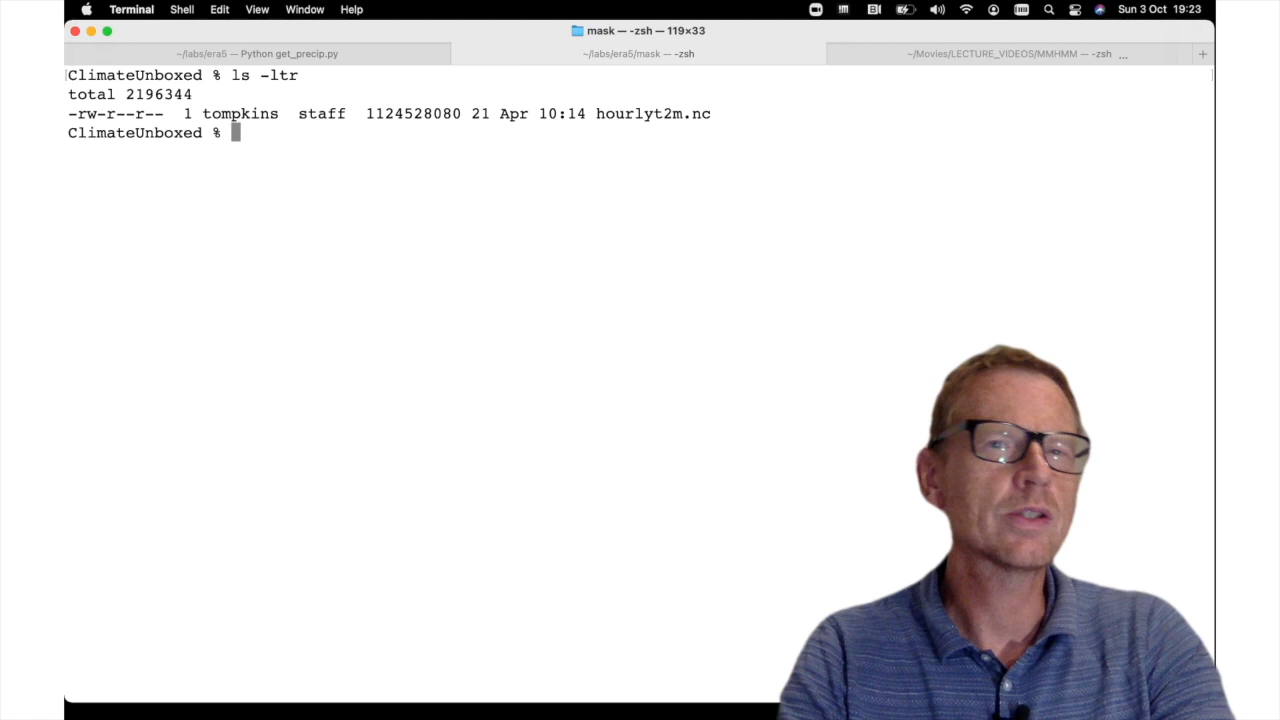 Terminal Shell Edit View Window Help Sun 3 Oct 19:23
mask — -zsh — 119×33
~/labs/era5 — Python get_precip.py ~/labs/era5/mask — -zsh ~/Movies/LECTURE_VIDEOS/MMHMM — -zsh ... +
ClimateUnboxed % ls -ltr
total 2196344
-rw-r--r-- 1 tompkins staff 1124528080 21 Apr 10:14 hourlyt2m.nc
ClimateUnboxed %